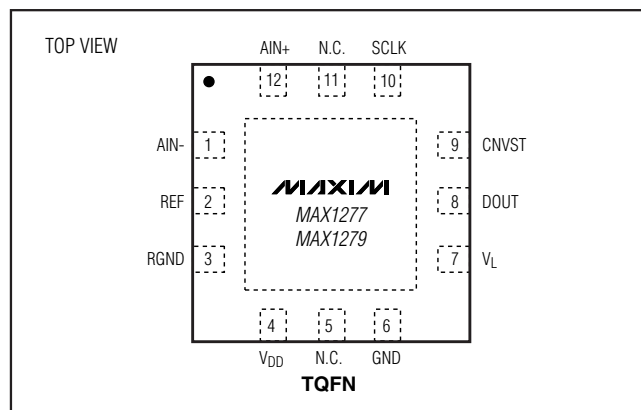 TOP VIEW
AIN+ N.C. SCLK
12 11 10
AIN- 1 9 CNVST
REF 2 8 DOUT
RGND 3 7 VL
MAXIM
MAX1277
MAX1279
4 5 6
VDD N.C. GND
TQFN